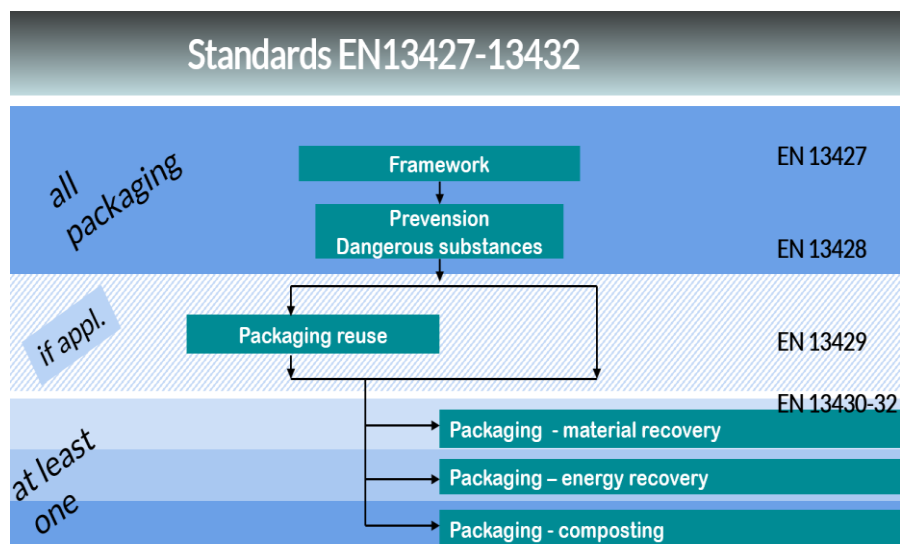 Standards EN13427-13432
all
packaging
Framework
EN 13427
Prevension
Dangerous substances
EN 13428
if appl.
Packaging reuse
EN 13429
EN 13430-32
at least
one
Packaging - material recovery
Packaging – energy recovery
Packaging - composting